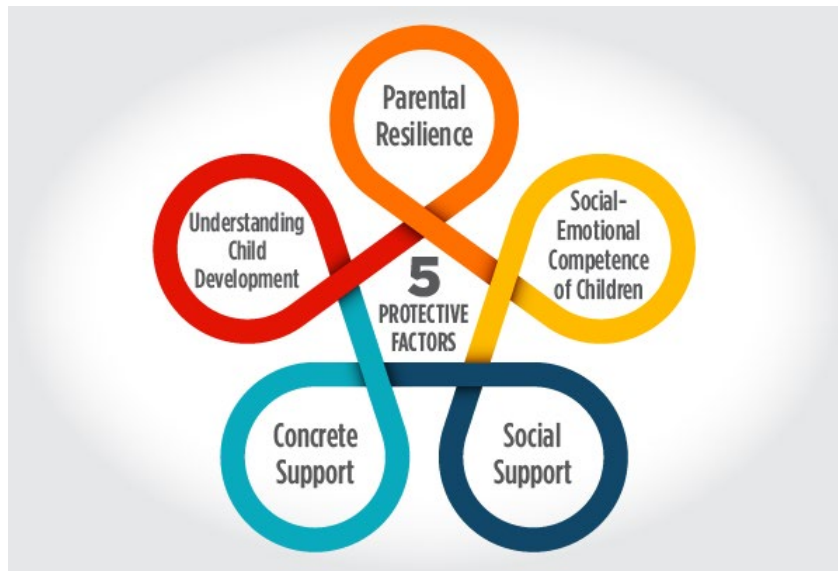 Parental
Resilience
Understanding
Child
Development
Social-
Emotional
Competence
of Children
5
PROTECTIVE
FACTORS
Concrete
Support
Social
Support